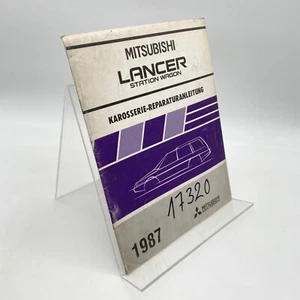 MITSUBISHI
LANCER
STATION WAGON
KAROSSERIE-REPARATURANLEITUNG
17320
1987
MITSUBISHI